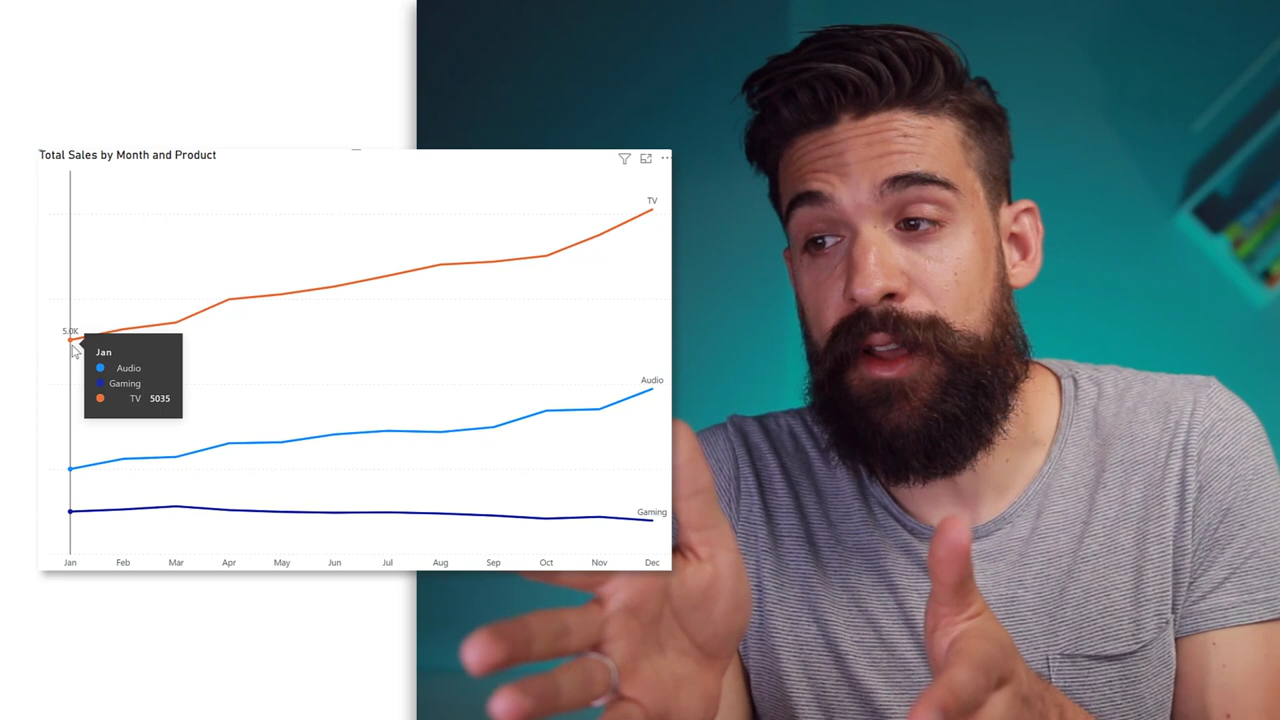 Total Sales by Month and Product
TV
5.0K
Jan
Audio
Gaming
TV 5035
Audio
Gaming
Jan Feb Mar Apr May Jun Jul Aug Sep Oct Nov Dec